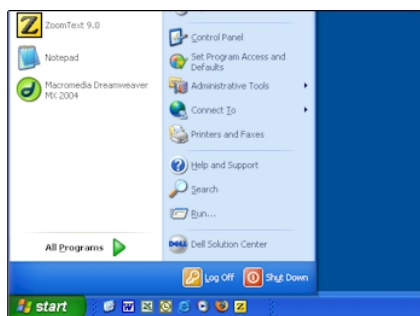 ZoomText 9.0
Notepad
Macromedia Dreamweaver
MX 2004
All Programs
Control Panel
Set Program Access and
Defaults
Administrative Tools
Connect To
Printers and Faxes
Help and Support
Search
Run...
DELL Dell Solution Center
Log Off
Shut Down
start